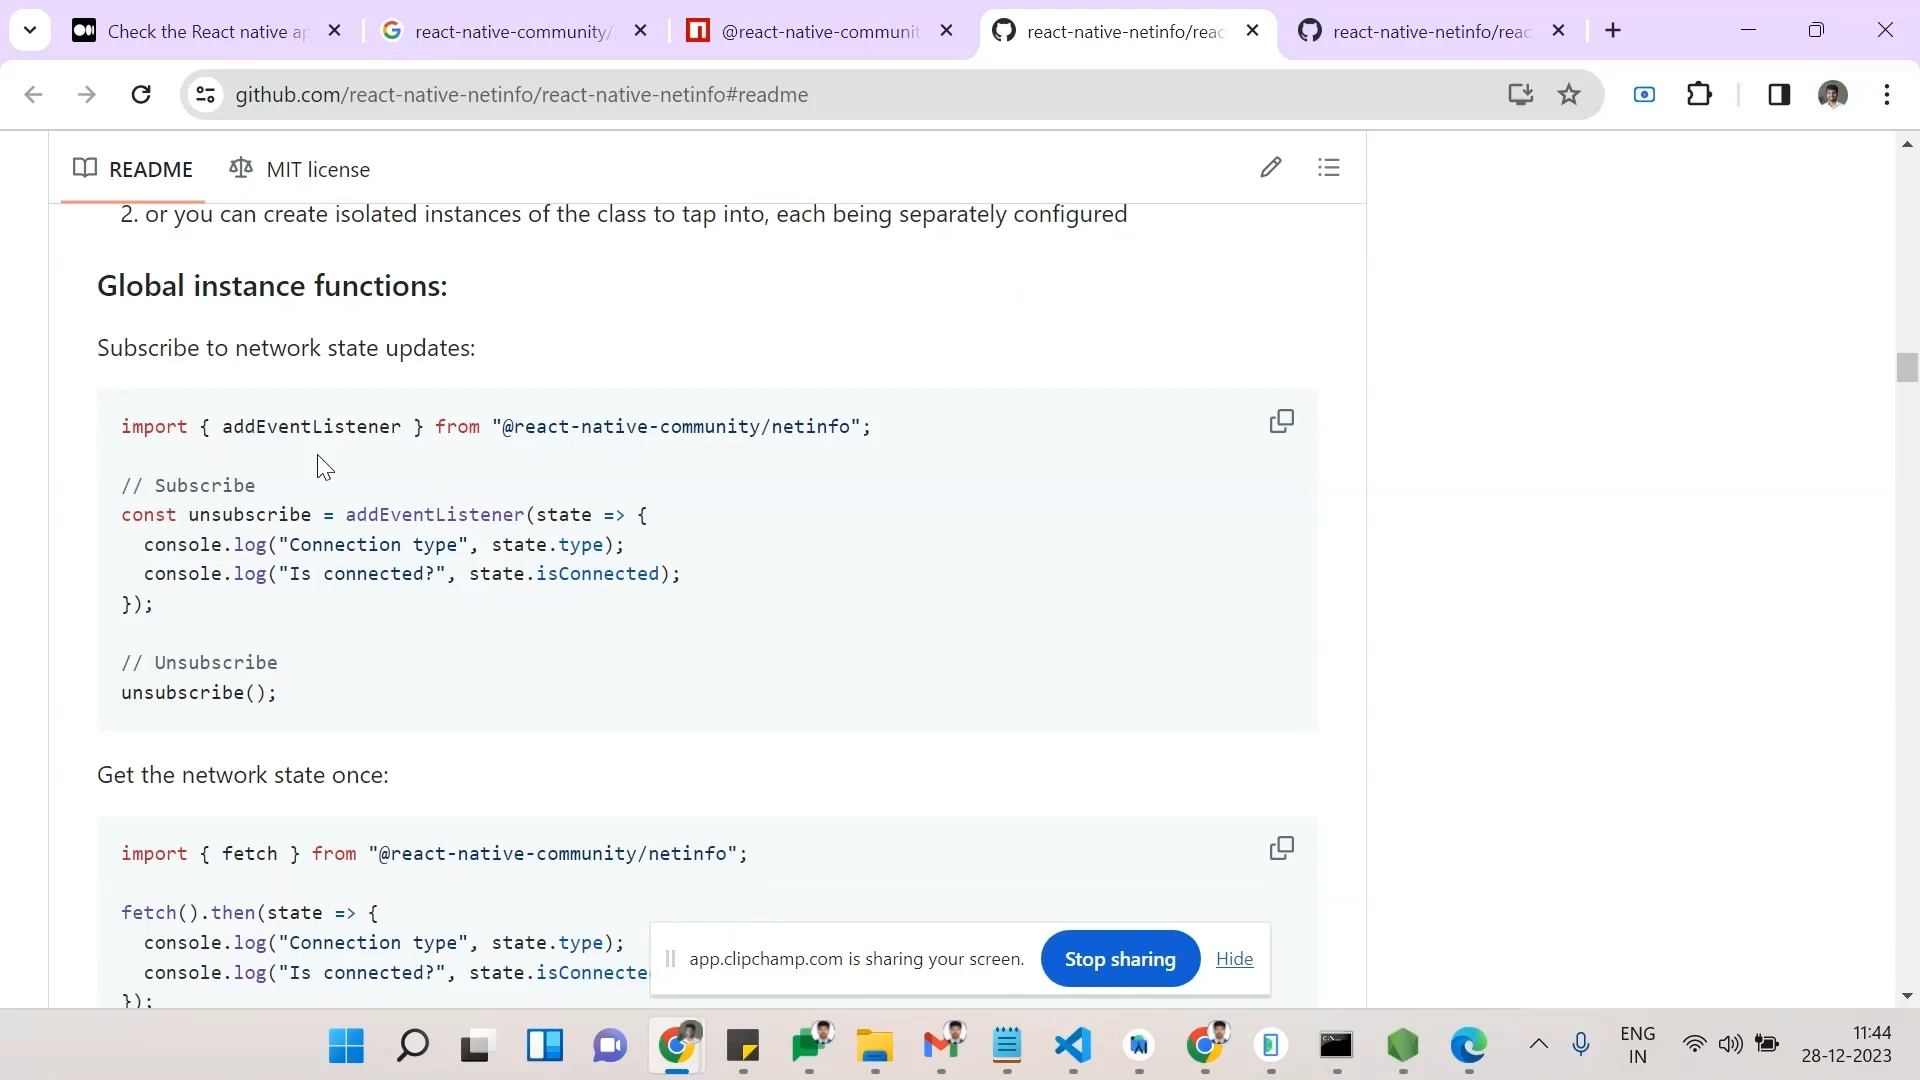 Check the React native ap
react-native-community/
@react-native-communit
react-native-netinfo/reac
react-native-netinfo/reac
github.com/react-native-netinfo/react-native-netinfo#readme
README
MIT license
2. or you can create isolated instances of the class to tap into, each being separately configured
Global instance functions:
Subscribe to network state updates:
import { addEventListener } from "@react-native-community/netinfo";
// Subscribe
const unsubscribe = addEventListener(state => {
console.log("Connection type", state.type);
console.log("Is connected?", state.isConnected);
});
// Unsubscribe
unsubscribe();
Get the network state once:
import { fetch } from "@react-native-community/netinfo";
fetch().then(state => {
console.log("Connection type", state.type);
console.log("Is connected?", state.isConnecte
});
app.clipchamp.com is sharing your screen.
Stop sharing
Hide
ENG
IN
11:44
28-12-2023